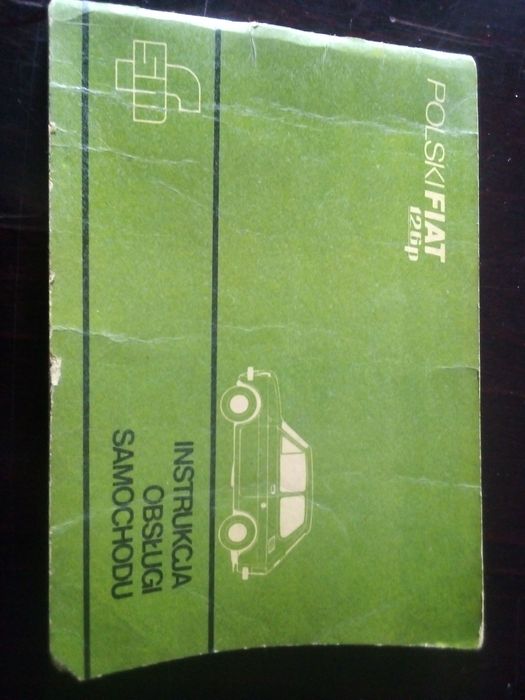 POLSKI FIAT
126p
INSTRUKCJA
OBSŁUGI
SAMOCHODU